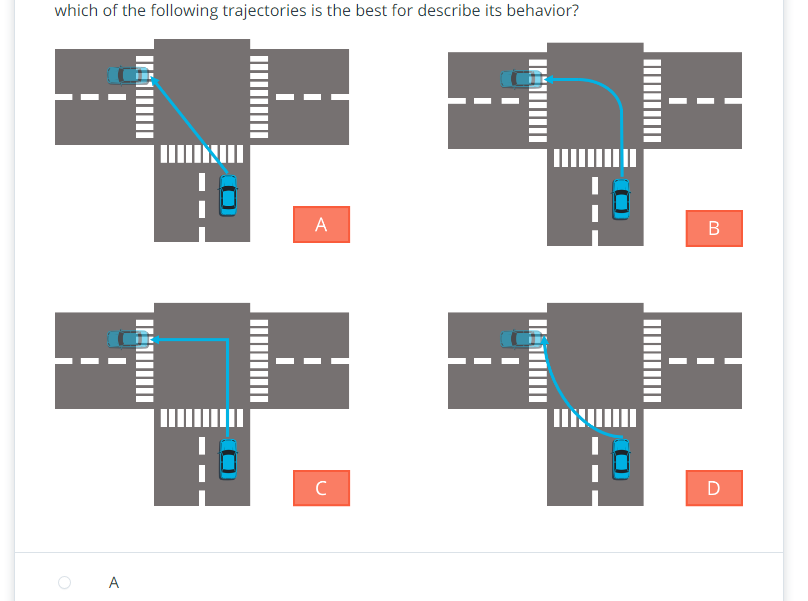 which of the following trajectories is the best for describe its behavior?
A
B
C
D
A